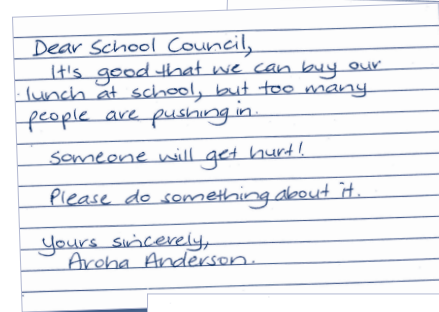 Dear School Council,
It's good that we can buy our
lunch at school, but too many
people are pushing in.
Someone will get hurt!
Please do something about it.
Yours sincerely,
Aroha Anderson.